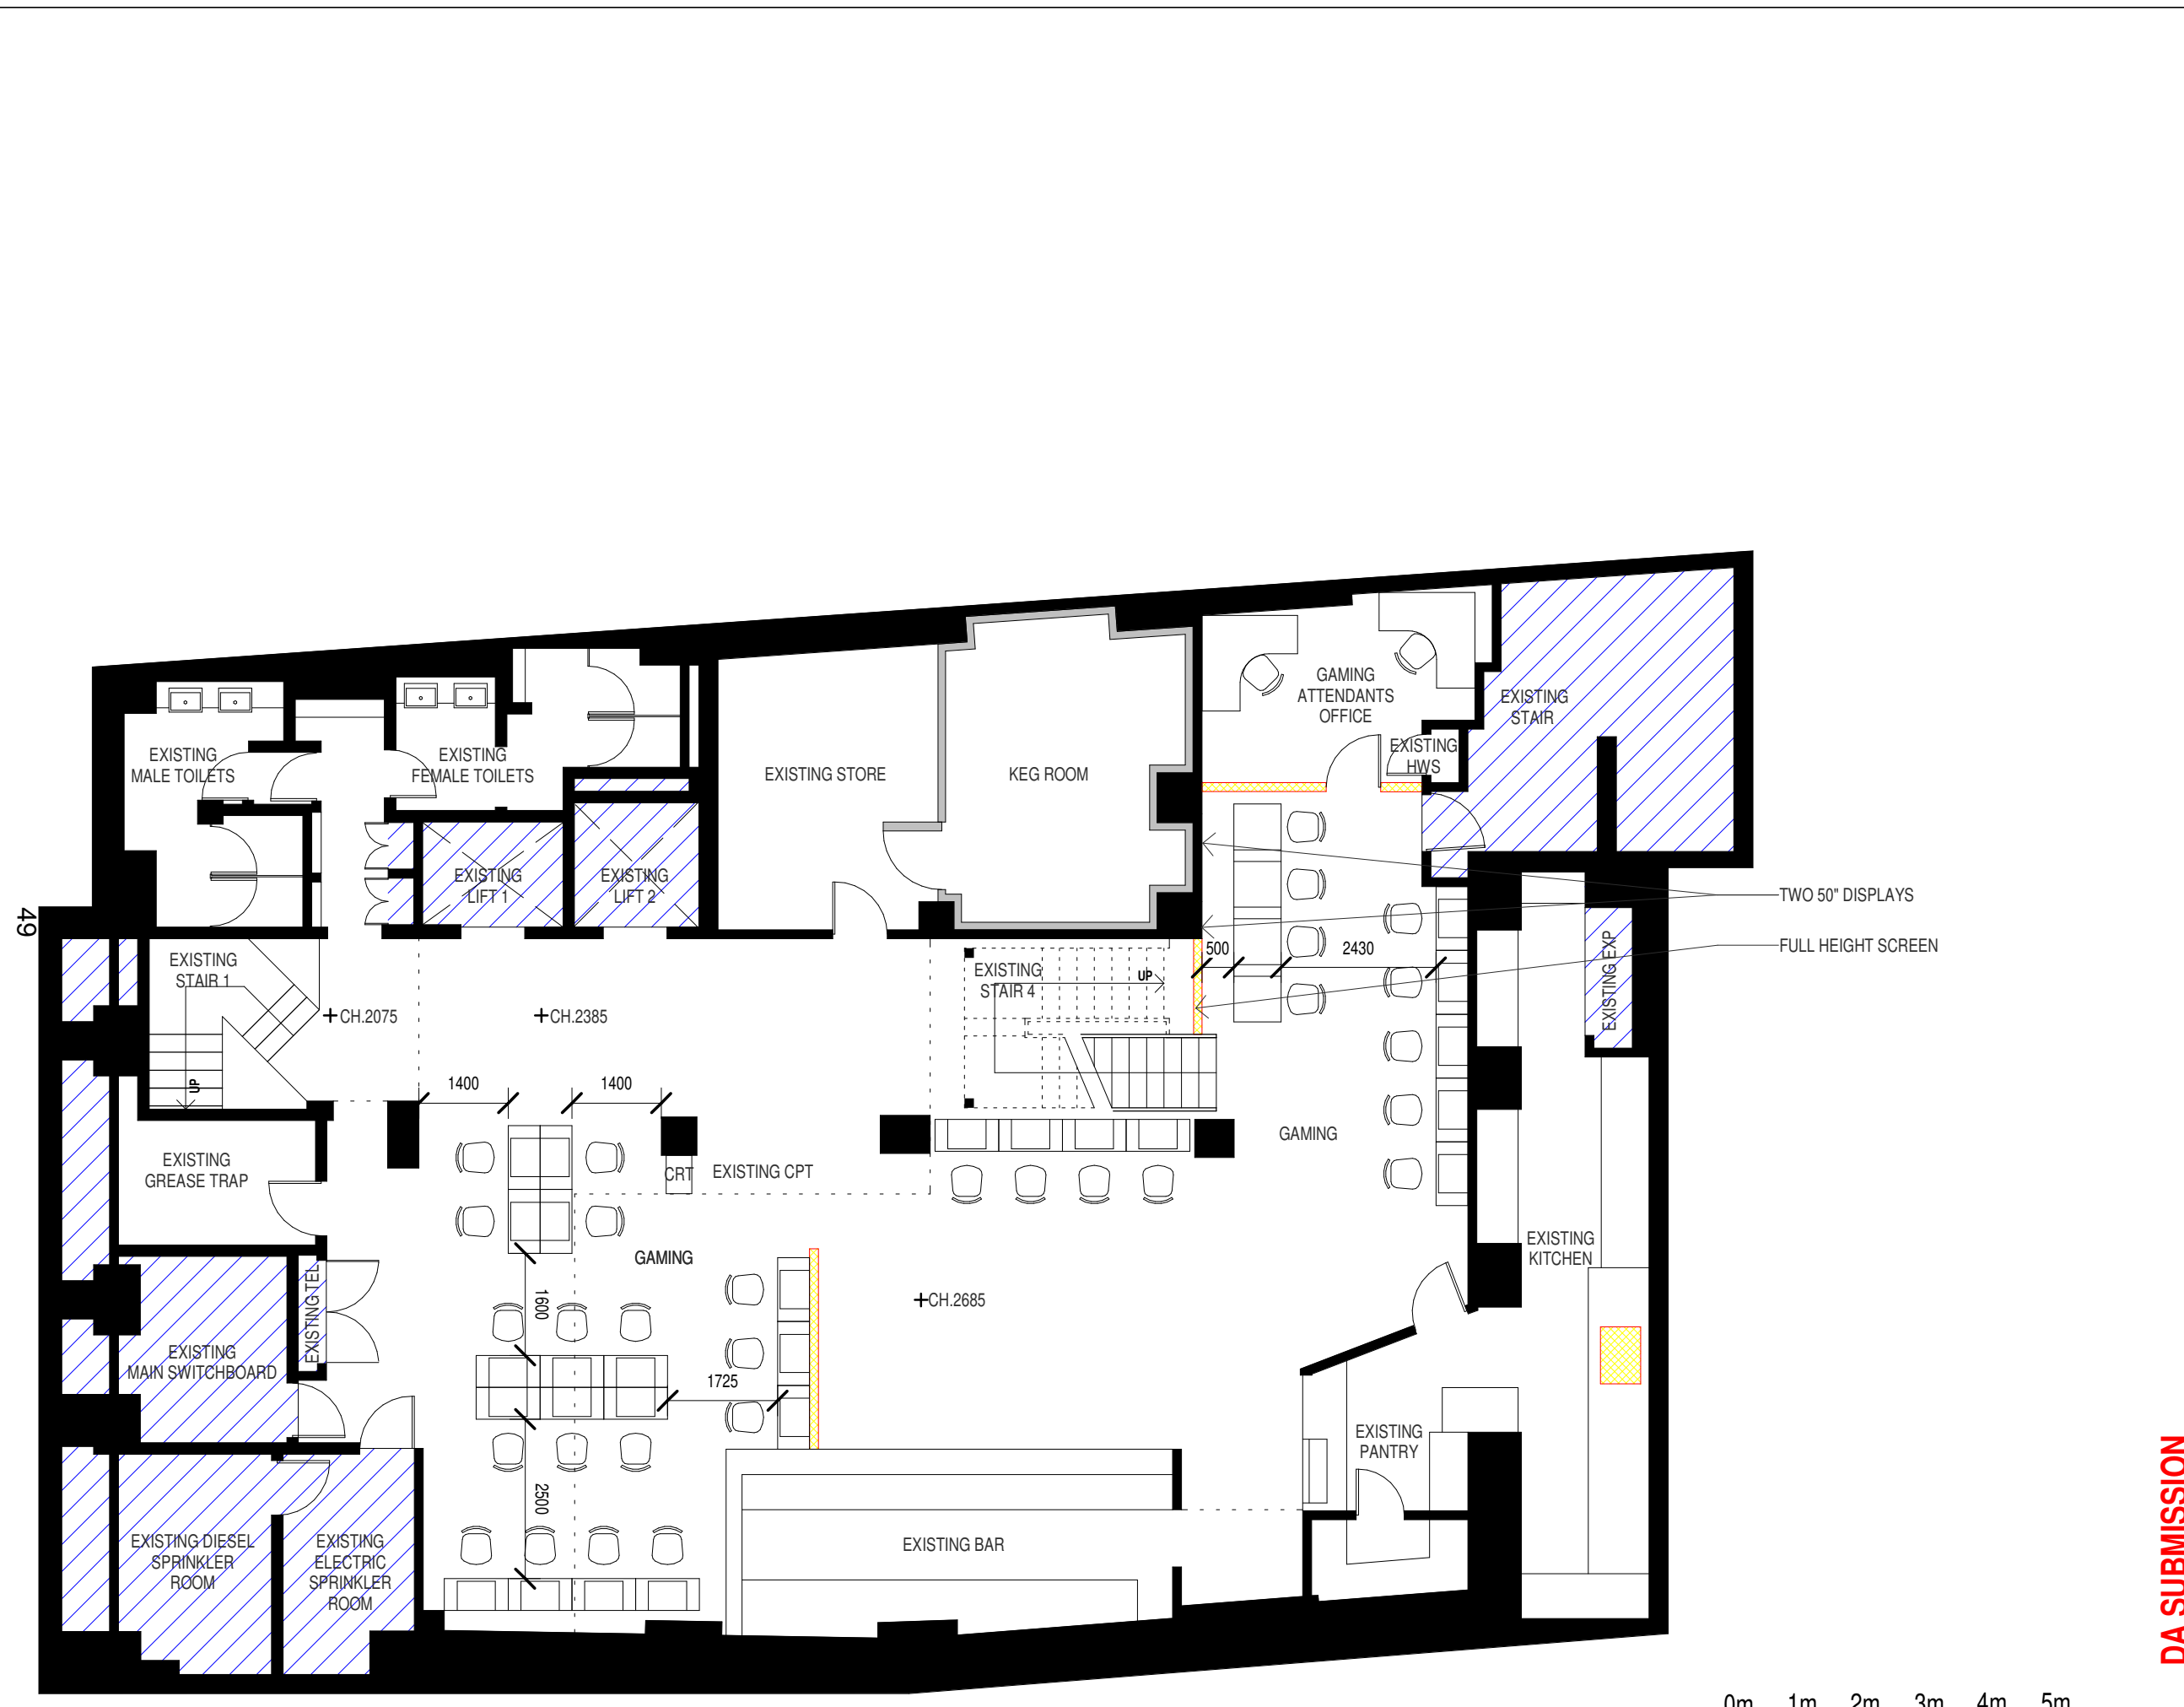 GAMING
ATTENDANTS
OFFICE
EXISTING
STAIR
EXISTING
MALE TOILETS
EXISTING
FEMALE TOILETS
EXISTING STORE
KEG ROOM
EXISTING
HWS
EXISTING
LIFT 1
EXISTING
LIFT 2
TWO 50" DISPLAYS
49
FULL HEIGHT SCREEN
EXISTING
STAIR 1
EXISTING
STAIR 4
UP
500
2430
EXISTING EXP
CH.2075
CH.2385
UP
1400
1400
GAMING
EXISTING
GREASE TRAP
CRT
EXISTING CPT
EXISTING
KITCHEN
GAMING
EXISTING TEL
1600
CH.2685
EXISTING
MAIN SWITCHBOARD
1725
EXISTING
PANTRY
2500
EXISTING DIESEL
SPRINKLER
ROOM
EXISTING
ELECTRIC
SPRINKLER
ROOM
EXISTING BAR
DA SUBMISSION
0m 1m 2m 3m 4m 5m